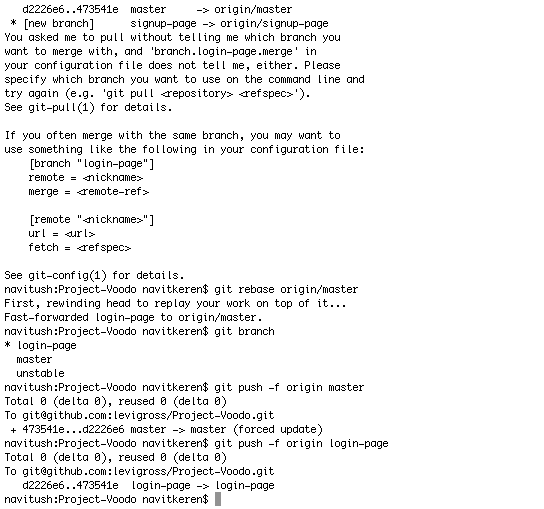 d2226e6..473541e  master     -> origin/master
 * [new branch]      signup-page -> origin/signup-page
You asked me to pull without telling me which branch you
want to merge with, and 'branch.login-page.merge' in
your configuration file does not tell me, either. Please
specify which branch you want to use on the command line and
try again (e.g. 'git pull <repository> <refspec>').
See git-pull(1) for details.

If you often merge with the same branch, you may want to
use something like the following in your configuration file:
    [branch "login-page"]
    remote = <nickname>
    merge = <remote-ref>

    [remote "<nickname>"]
    url = <url>
    fetch = <refspec>

See git-config(1) for details.
navitush:Project-Voodo navitkeren$ git rebase origin/master
First, rewinding head to replay your work on top of it...
Fast-forwarded login-page to origin/master.
navitush:Project-Voodo navitkeren$ git branch
* login-page
  master
  unstable
navitush:Project-Voodo navitkeren$ git push -f origin master
Total 0 (delta 0), reused 0 (delta 0)
To git@github.com:levigross/Project-Voodo.git
 + 473541e...d2226e6 master -> master (forced update)
navitush:Project-Voodo navitkeren$ git push -f origin login-page
Total 0 (delta 0), reused 0 (delta 0)
To git@github.com:levigross/Project-Voodo.git
   d2226e6..473541e  login-page -> login-page
navitush:Project-Voodo navitkeren$